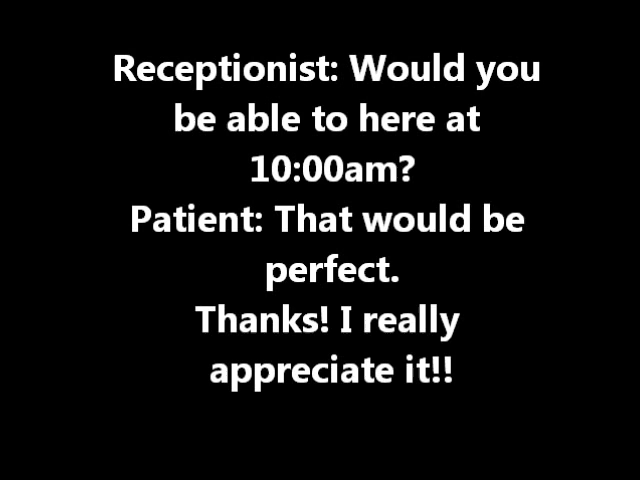 Receptionist: Would you
be able to here at
10:00am?
Patient: That would be
perfect.
Thanks! I really
appreciate it!!